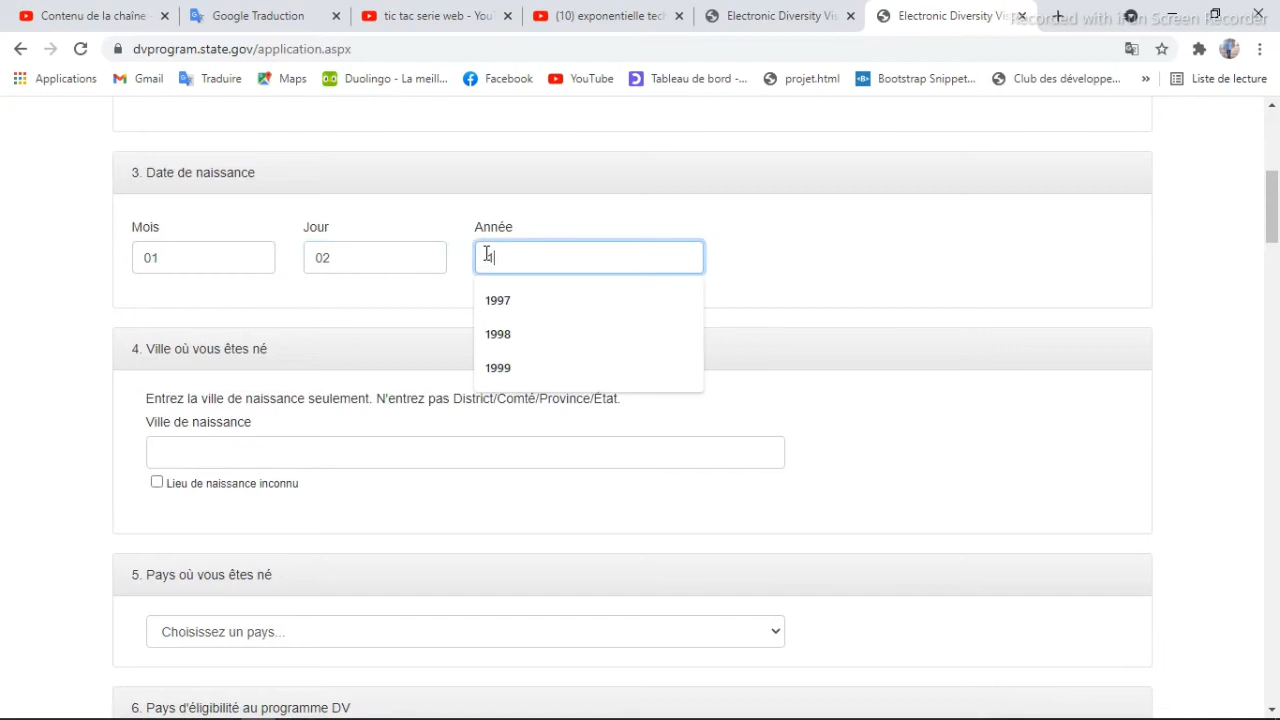 Contenu de la chaîne
Google Traduction
tic tac serie web - You
(10) exponentielle tech
Electronic Diversity Vis
Electronic Diversity Vis
Recorded with iFun Screen Recorder
dvprogram.state.gov/application.aspx
Applications
Gmail
Traduire
Maps
Duolingo - La meill...
Facebook
YouTube
Tableau de bord -...
projet.html
Bootstrap Snippet...
Club des développe...
»
Liste de lecture
3. Date de naissance
Mois
Jour
Année
01
02
1
1997
1998
1999
4. Ville où vous êtes né
Entrez la ville de naissance seulement. N'entrez pas District/Comté/Province/État.
Ville de naissance
Lieu de naissance inconnu
5. Pays où vous êtes né
Choisissez un pays...
6. Pays d'éligibilité au programme DV